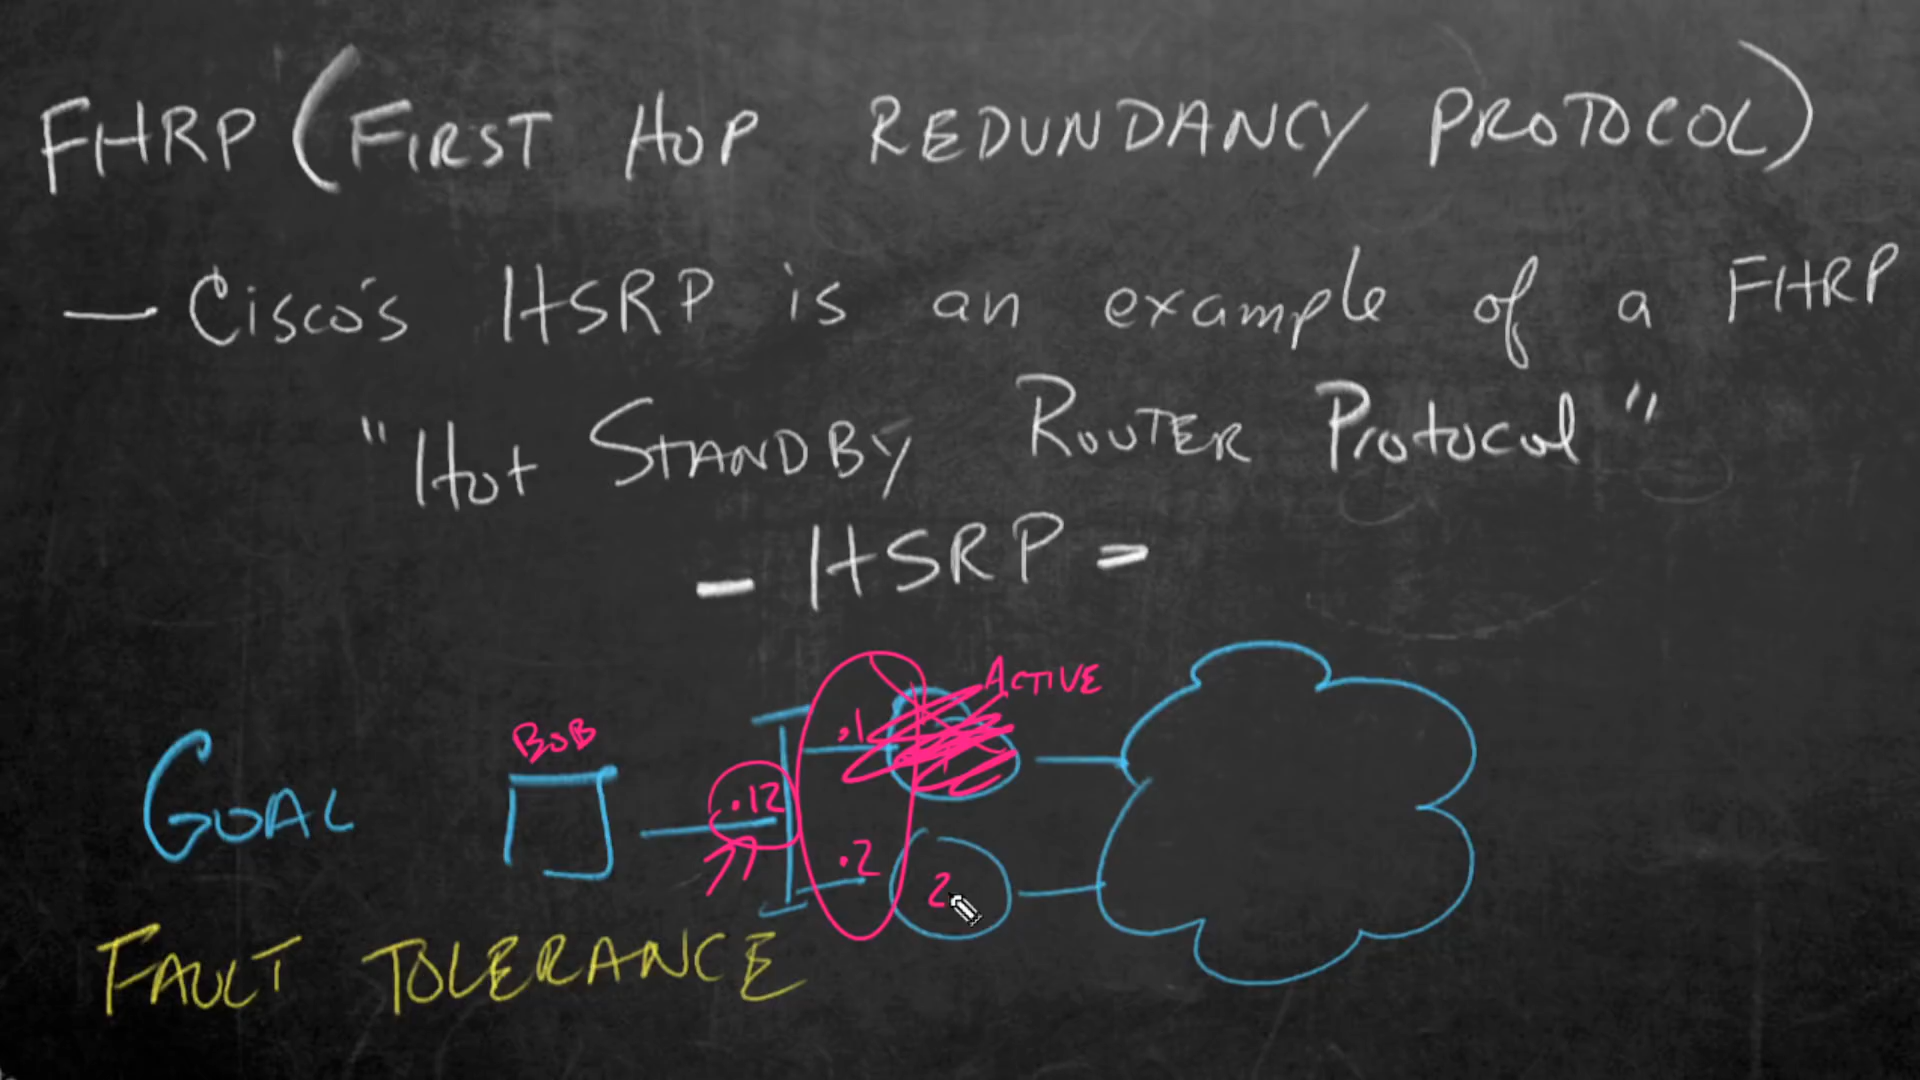 FHRP (FIRST HOP REDUNDANCY PROTOCOL)
— Cisco's HSRP is an example of a FHRP
"Hot STANDBY ROUTER Protocol"
- HSRP =
ACTIVE
BOB
.1
GOAL
.12
.2
2
FAULT TOLERANCE